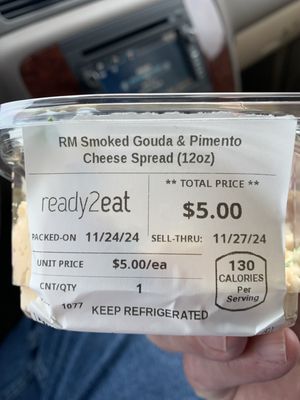 RM Smoked Gouda & Pimento
Cheese Spread (12oz)
ready2eat
** TOTAL PRICE **
$5.00
PACKED-ON 11/24/24
SELL-THRU: 11/27/24
UNIT PRICE $5.00/ea
CNT/QTY 1
130
CALORIES
Per
Serving
1077
KEEP REFRIGERATED